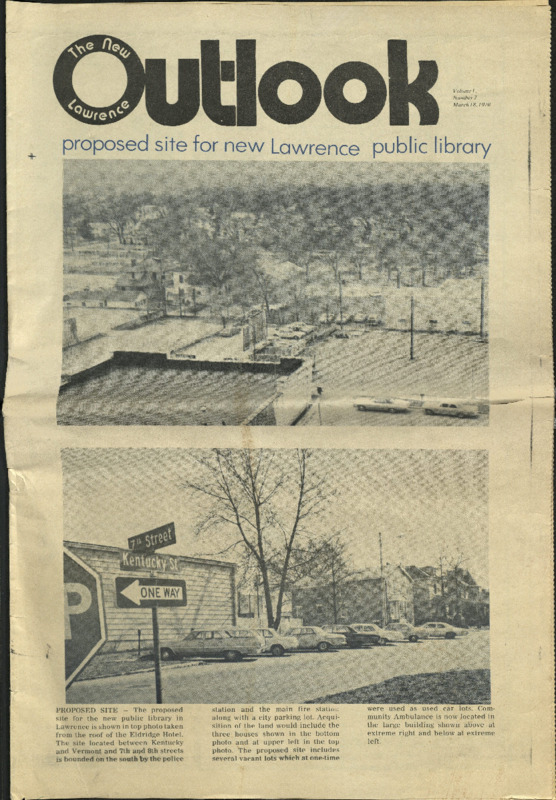 The New
Outlook
Lawrence
Volume 1,
Number 2
proposed site for new Lawrence public library
7th Street
Kentucky St.
ONE WAY
P
PROPOSED SITE — The proposed
site for the new public library in
Lawrence is shown in top photo taken
from the roof of the Eldridge Hotel.
The site located between Kentucky
and Vermont and 7th and 8th streets
is bounded on the south by the police
station and the main fire station
along with a city parking lot. Acqui-
sition of the land would include the
three houses shown in the bottom
photo and at upper left in the top
photo. The proposed site includes
several vacant lots which at one-time
were used as used car lots. Com-
munity Ambulance is now located in
the large building shown above at
extreme right and below at extreme
left.